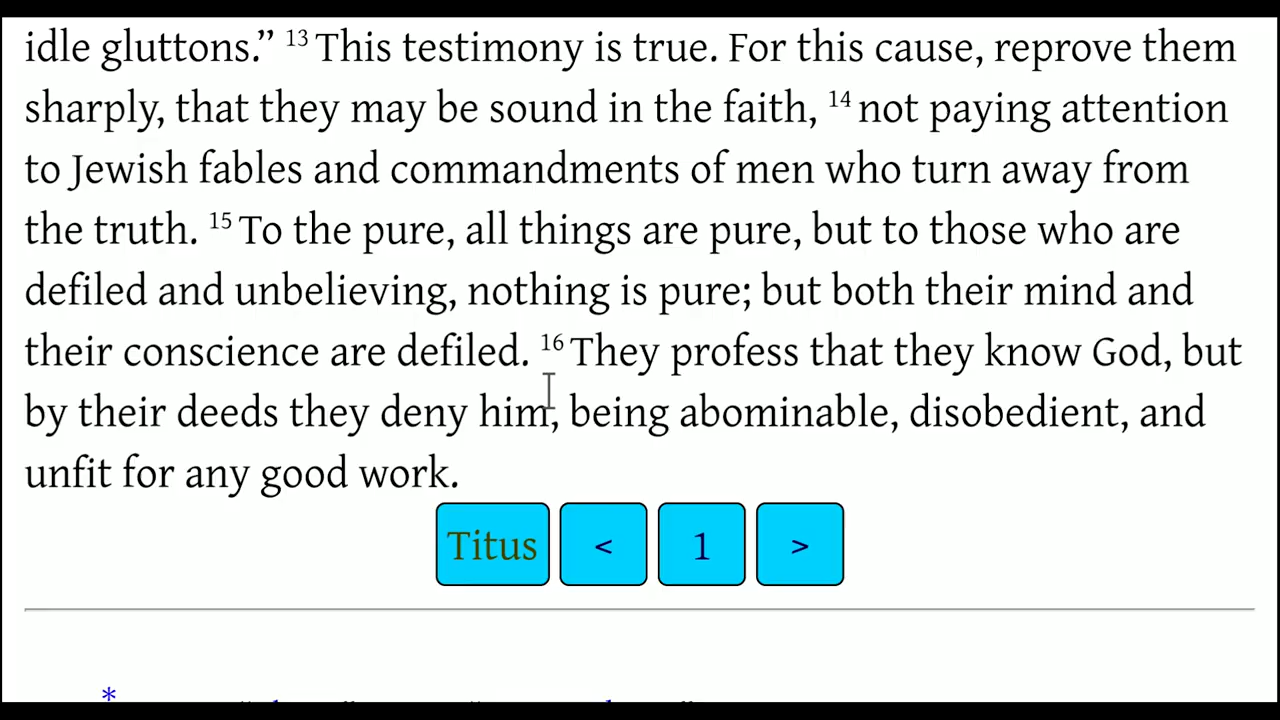 idle gluttons.” 13 This testimony is true. For this cause, reprove them
sharply, that they may be sound in the faith, 14 not paying attention
to Jewish fables and commandments of men who turn away from
the truth. 15 To the pure, all things are pure, but to those who are
defiled and unbelieving, nothing is pure; but both their mind and
their conscience are defiled. 16 They profess that they know God, but
by their deeds they deny him, being abominable, disobedient, and
unfit for any good work.
Titus < 1 >
*